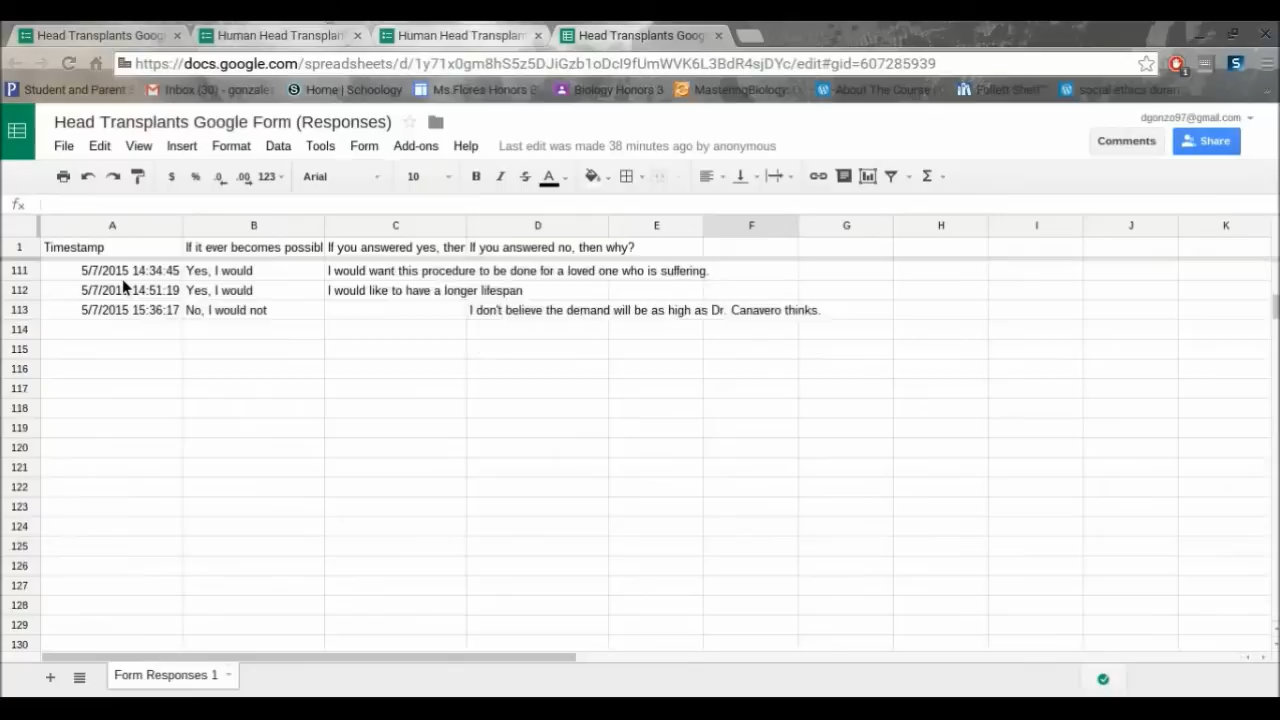 Head Transplants Goog
Human Head Transplan
Human Head Transplan
Head Transplants Goog
https://docs.google.com/spreadsheets/d/1y71x0gm8hS5z5DJiGzb1oDcI9fUmWVK6L3BdR4sjDYc/edit#gid=607285939
Student and Parent
Inbox (30) - gonzale
Home | Schoology
Ms.Flores Honors
Biology Honors 3
MasteringBiology:
About The Course
Follett Shelf
social ethics duran
Head Transplants Google Form (Responses)
dgonzo97@gmail.com
File Edit View Insert Format Data Tools Form Add-ons Help Last edit was made 38 minutes ago by anonymous
Comments Share
$ % .0 .00 123 Arial 10 B I S A Σ
fx
A B C D E F G H I J K
1 Timestamp If it ever becomes possibl If you answered yes, then If you answered no, then why?
111 5/7/2015 14:34:45 Yes, I would I would want this procedure to be done for a loved one who is suffering.
112 5/7/2015 14:51:19 Yes, I would I would like to have a longer lifespan
113 5/7/2015 15:36:17 No, I would not I don't believe the demand will be as high as Dr. Canavero thinks.
114
115
116
117
118
119
120
121
122
123
124
125
126
127
128
129
130
Form Responses 1